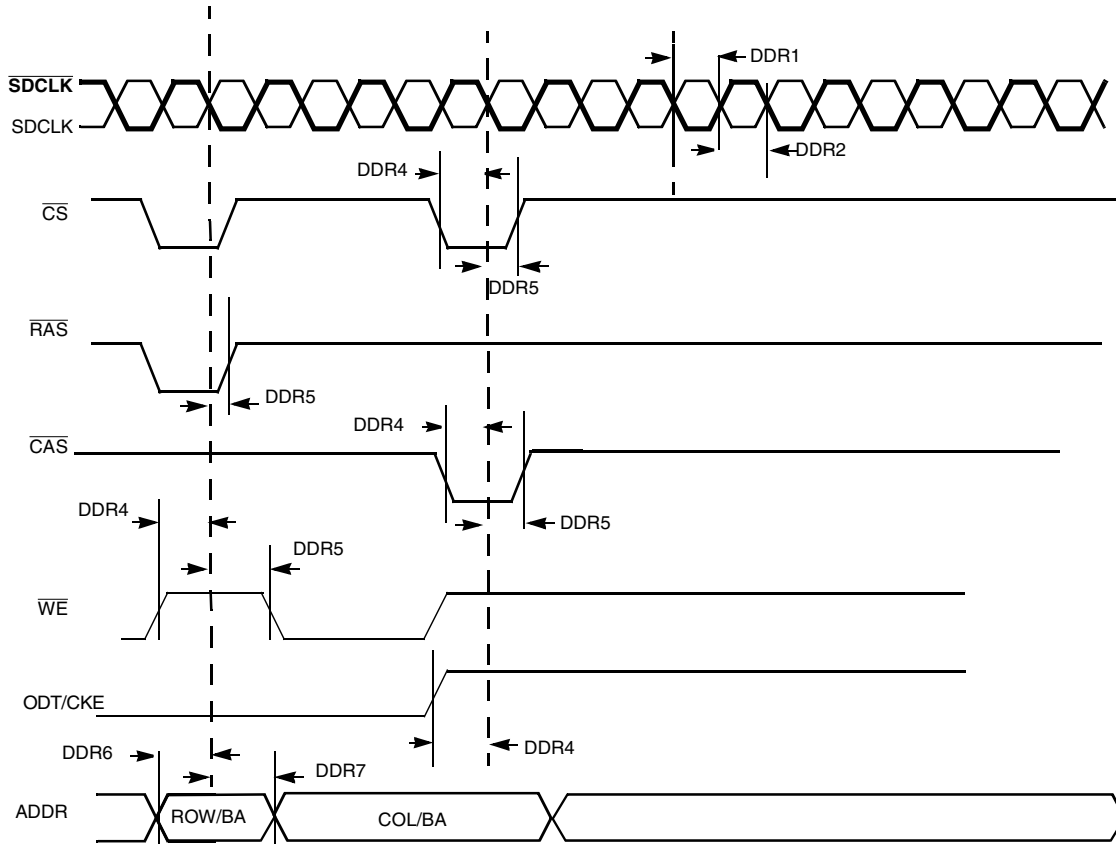 DDR1
SDCLK
SDCLK
DDR2
DDR4
CS
DDR5
RAS
DDR5
DDR4
CAS
DDR4
DDR5
DDR5
WE
ODT/CKE
DDR6
DDR4
DDR7
ADDR
ROW/BA
COL/BA